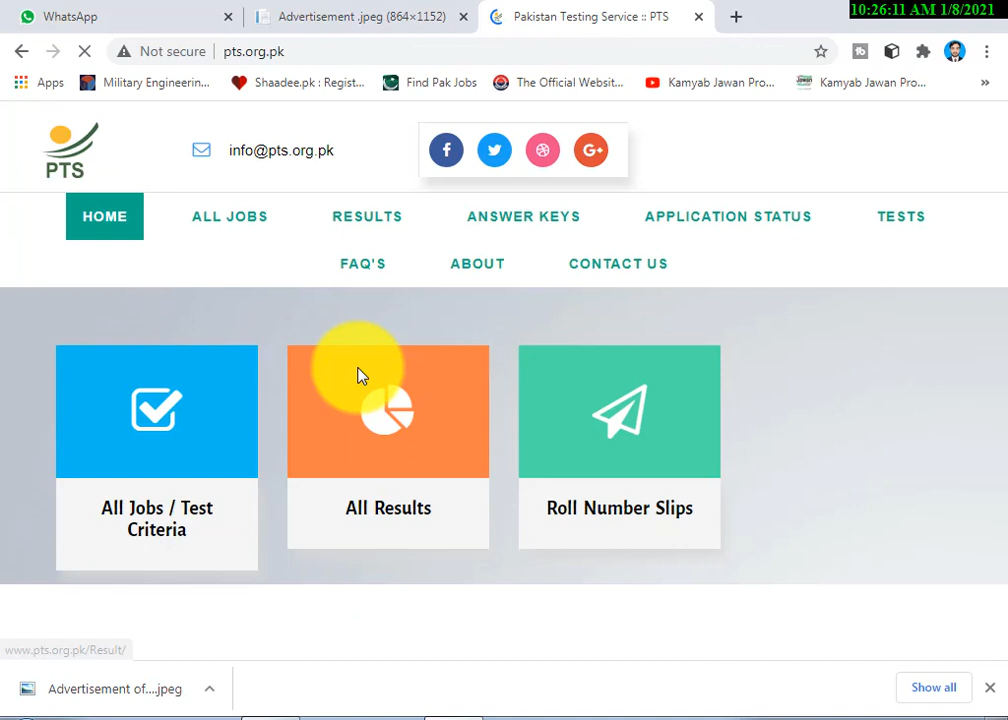 10:26:11 AM 1/8/2021
WhatsApp
Advertisement .jpeg (864×1152)
Pakistan Testing Service :: PTS
Not secure
pts.org.pk
Apps
Military Engineerin...
Shaadee.pk : Regist...
Find Pak Jobs
The Official Websit...
Kamyab Jawan Pro...
Kamyab Jawan Pro...
PTS
info@pts.org.pk
HOME
ALL JOBS
RESULTS
ANSWER KEYS
APPLICATION STATUS
TESTS
FAQ'S
ABOUT
CONTACT US
All Jobs / Test
Criteria
All Results
Roll Number Slips
www.pts.org.pk/Result/
Advertisement of....jpeg
Show all